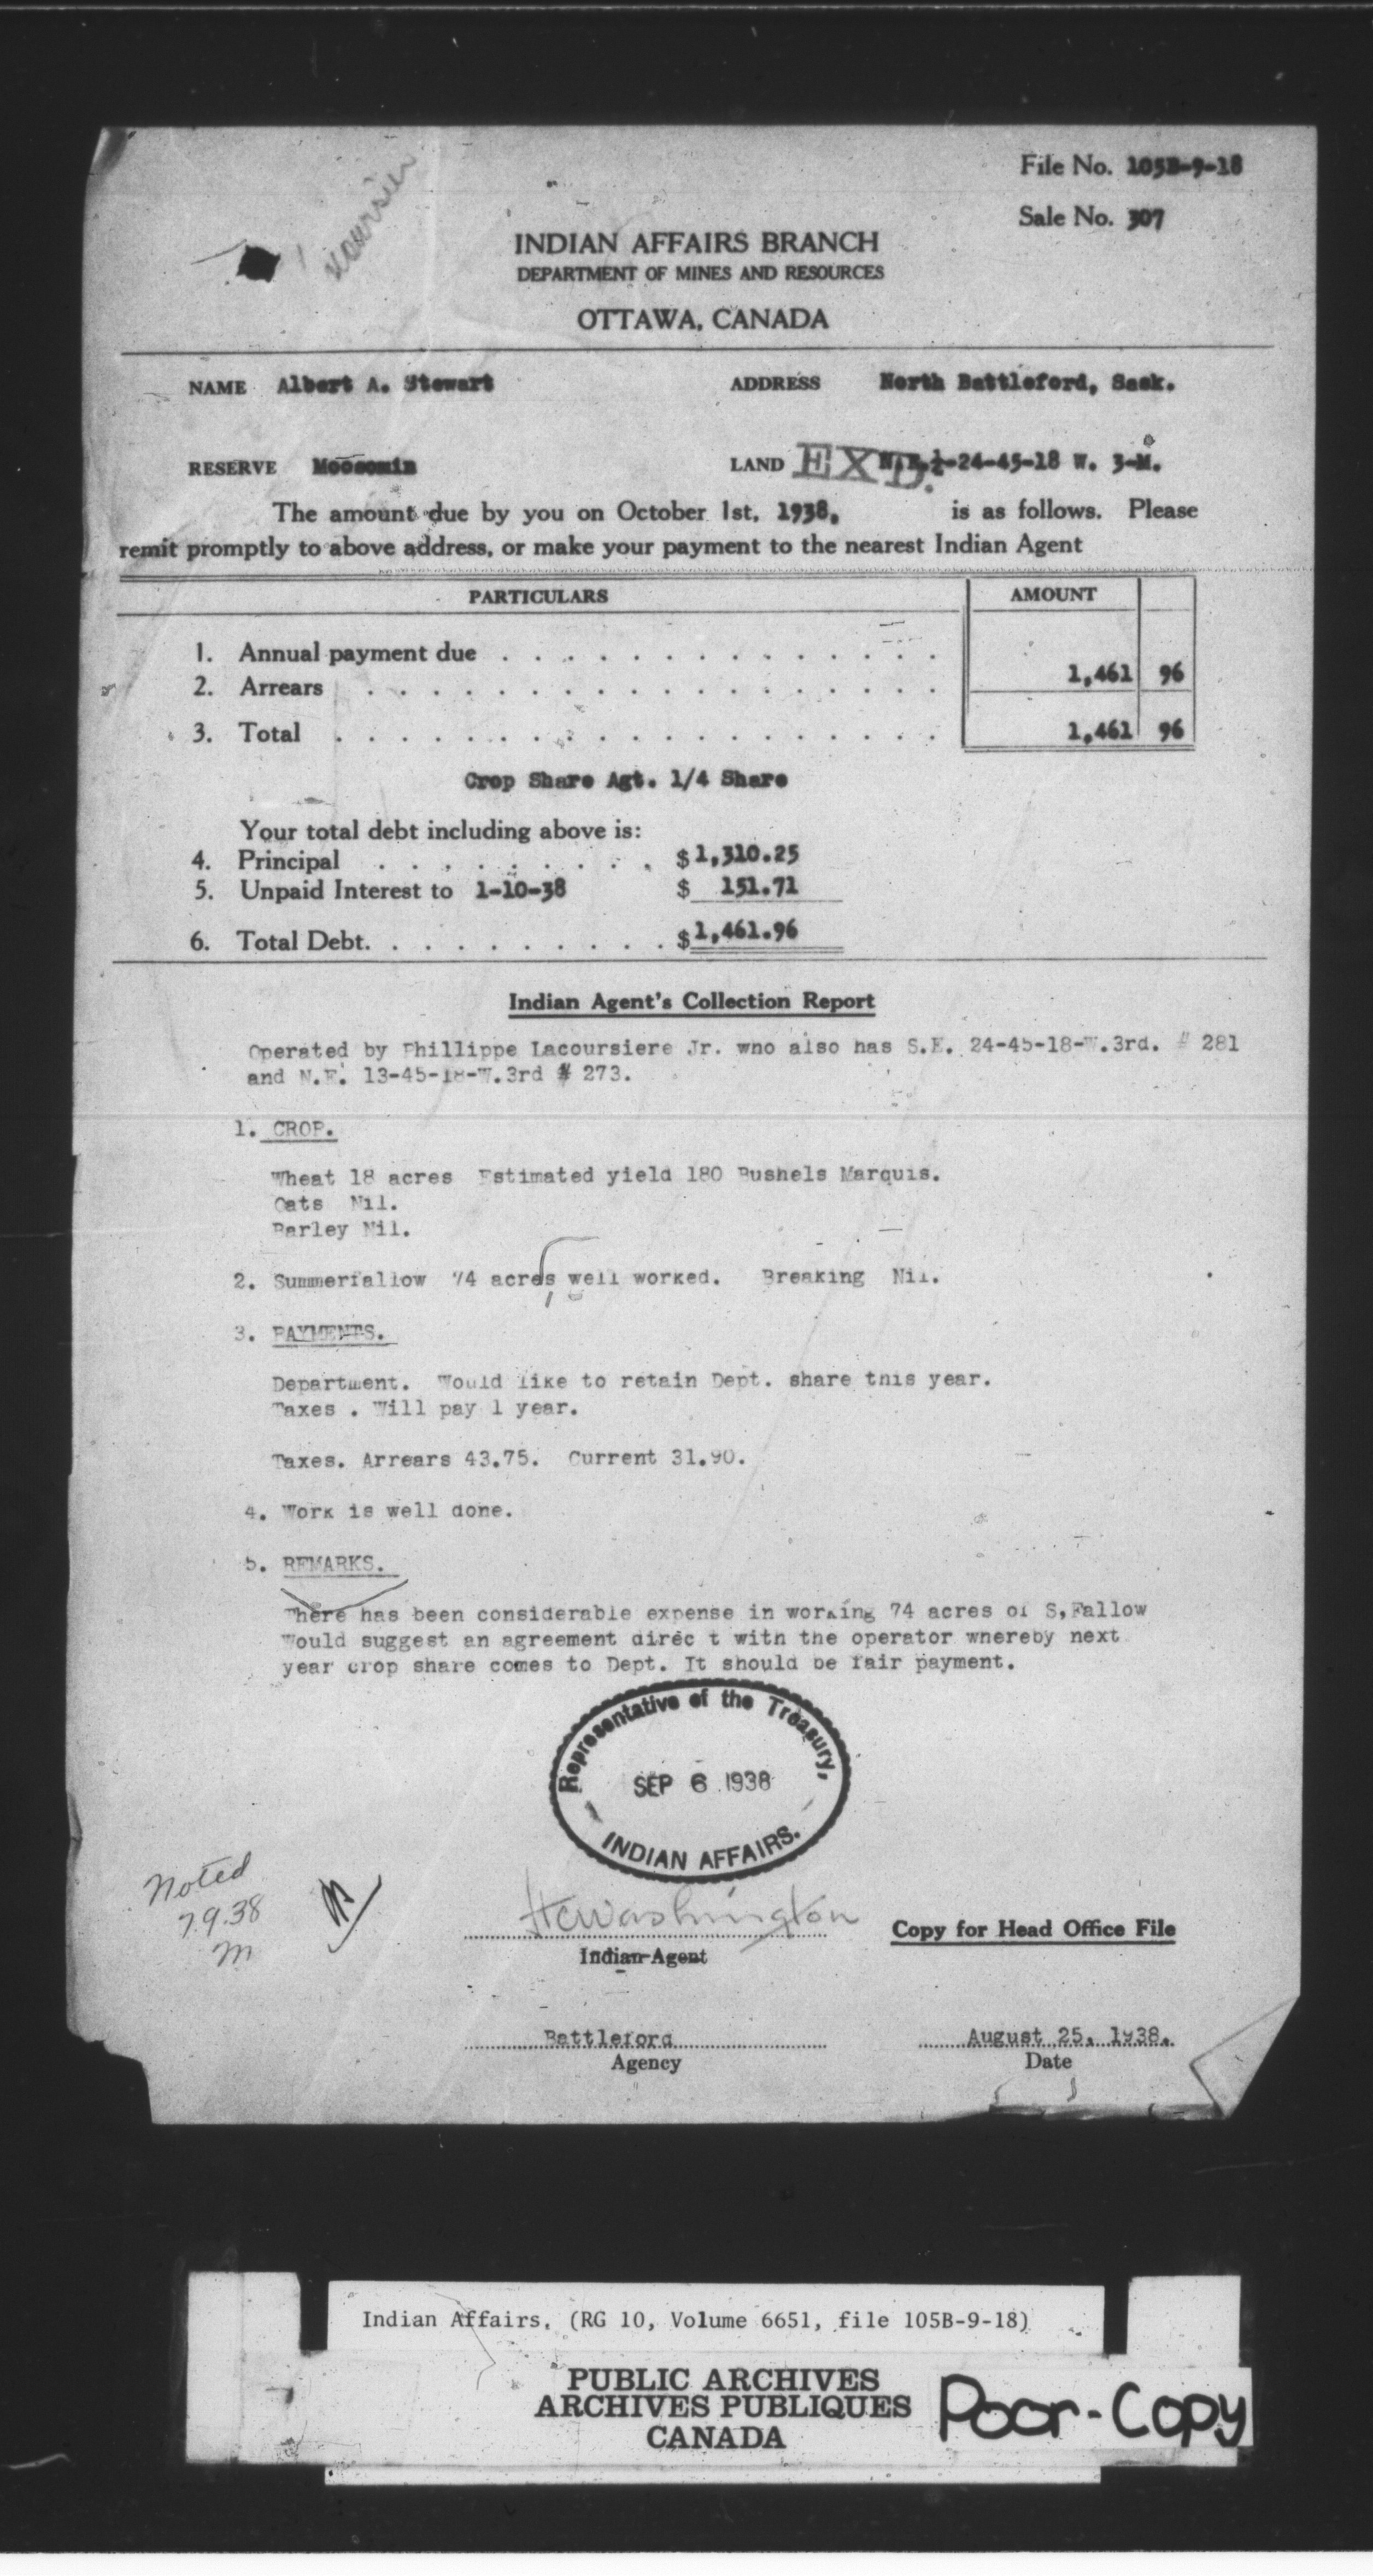 File No. 105B-9-18
Sale No. 307
INDIAN AFFAIRS BRANCH
DEPARTMENT OF MINES AND RESOURCES
OTTAWA, CANADA
NAME Albert A. Stewart ADDRESS North Battleford, Sask.
RESERVE Moosomin LAND EXD. N.E.¼-24-45-18 W. 3-M.
The amount due by you on October 1st, 1938, is as follows. Please
remit promptly to above address, or make your payment to the nearest Indian Agent
PARTICULARS AMOUNT
1. Annual payment due
2. Arrears 1,461 96
3. Total 1,461 96
Crop Share Agt. 1/4 Share
Your total debt including above is:
4. Principal $1,310.25
5. Unpaid Interest to 1-10-38 $ 151.71
6. Total Debt. $1,461.96
Indian Agent's Collection Report
Operated by Phillippe Lacoursiere Jr. who also has S.E. 24-45-18-W.3rd. # 281
and N.E. 13-45-18-W.3rd # 273.
1. CROP.
Wheat 18 acres Estimated yield 180 Bushels Marquis.
Oats Nil.
Barley Nil.
2. Summerfallow 74 acres well worked. Breaking Nil.
3. PAYMENTS.
Department. Would like to retain Dept. share this year.
Taxes . Will pay 1 year.
Taxes. Arrears 43.75. Current 31.90.
4. Work is well done.
5. REMARKS.
There has been considerable expense in working 74 acres of S,Fallow
Would suggest an agreement direc t with the operator whereby next
year crop share comes to Dept. It should be fair payment.
Representative of the Treasury,
SEP 6 1938
INDIAN AFFAIRS.
Noted
7.9.38
m
HCWashington
Indian Agent
Copy for Head Office File
Battleford
Agency
August 25, 1938.
Date
Indian Affairs. (RG 10, Volume 6651, file 105B-9-18)
PUBLIC ARCHIVES
ARCHIVES PUBLIQUES
CANADA
Poor-Copy